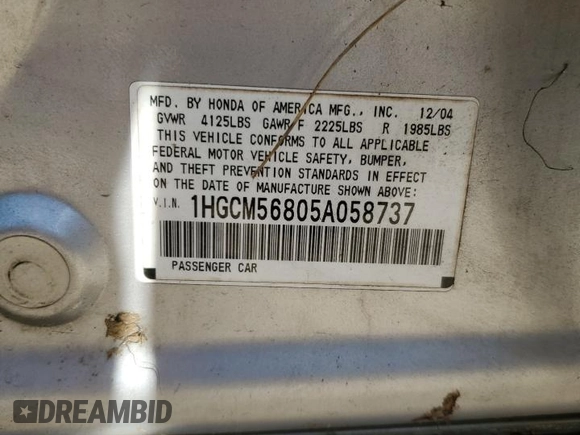 MFD. BY HONDA OF AMERICA MFG., INC. 12/04
GVWR 4125LBS GAWR F 2225LBS R 1985LBS
THIS VEHICLE CONFORMS TO ALL APPLICABLE
FEDERAL MOTOR VEHICLE SAFETY, BUMPER,
AND THEFT PREVENTION STANDARDS IN EFFECT
ON THE DATE OF MANUFACTURE SHOWN ABOVE:
V.I.N. 1HGCM56805A058737
PASSENGER CAR
DREAMBID